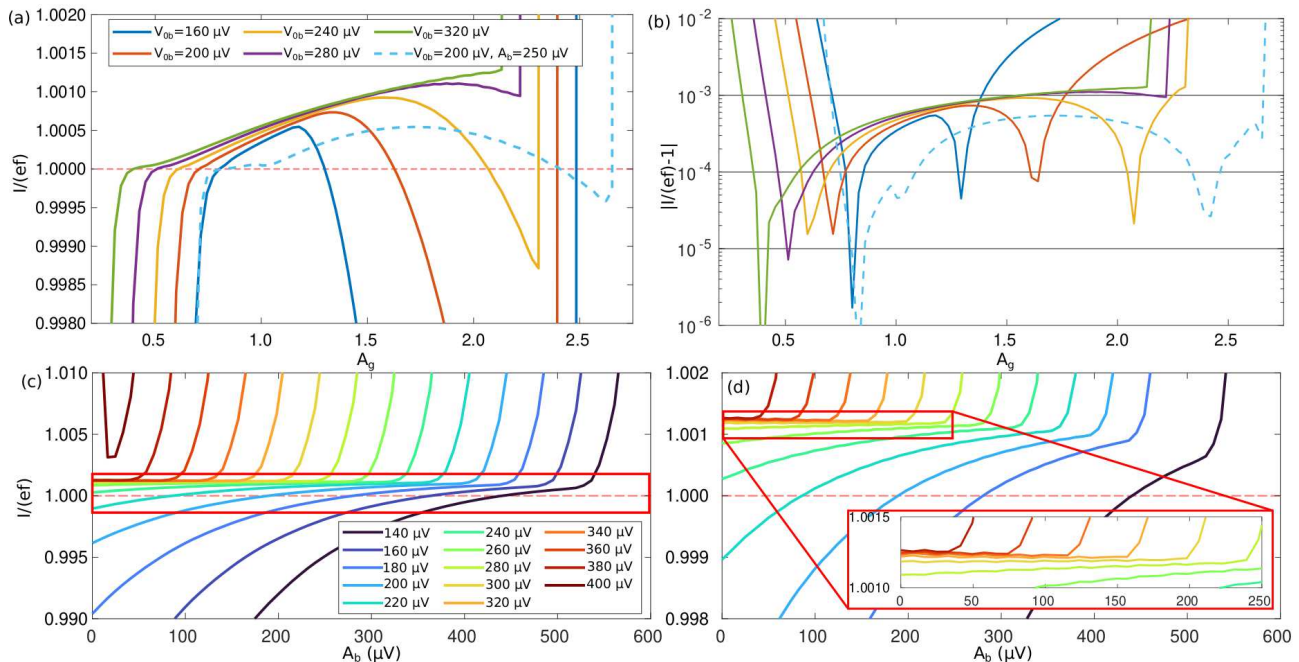 (a)
1.0020
1.0015
1.0010
1.0005
1.0000
0.9995
0.9990
0.9985
0.9980
I/(ef)
V0b=160 µV
V0b=240 µV
V0b=320 µV
V0b=200 µV
V0b=280 µV
V0b=200 µV, Ab=250 µV
0.5 1.0 1.5 2.0 2.5
Ag
(b)
10-2
10-3
10-4
10-5
10-6
|I/(ef)-1|
0.5 1.0 1.5 2.0 2.5
Ag
(c)
1.010
1.005
1.000
0.995
0.990
I/(ef)
140 µV 240 µV 340 µV
160 µV 260 µV 360 µV
180 µV 280 µV 380 µV
200 µV 300 µV 400 µV
220 µV 320 µV
0 100 200 300 400 500 600
Ab (µV)
(d)
1.002
1.001
1.000
0.999
0.998
1.0015
1.0010
0 50 100 150 200 250
0 100 200 300 400 500 600
Ab (µV)